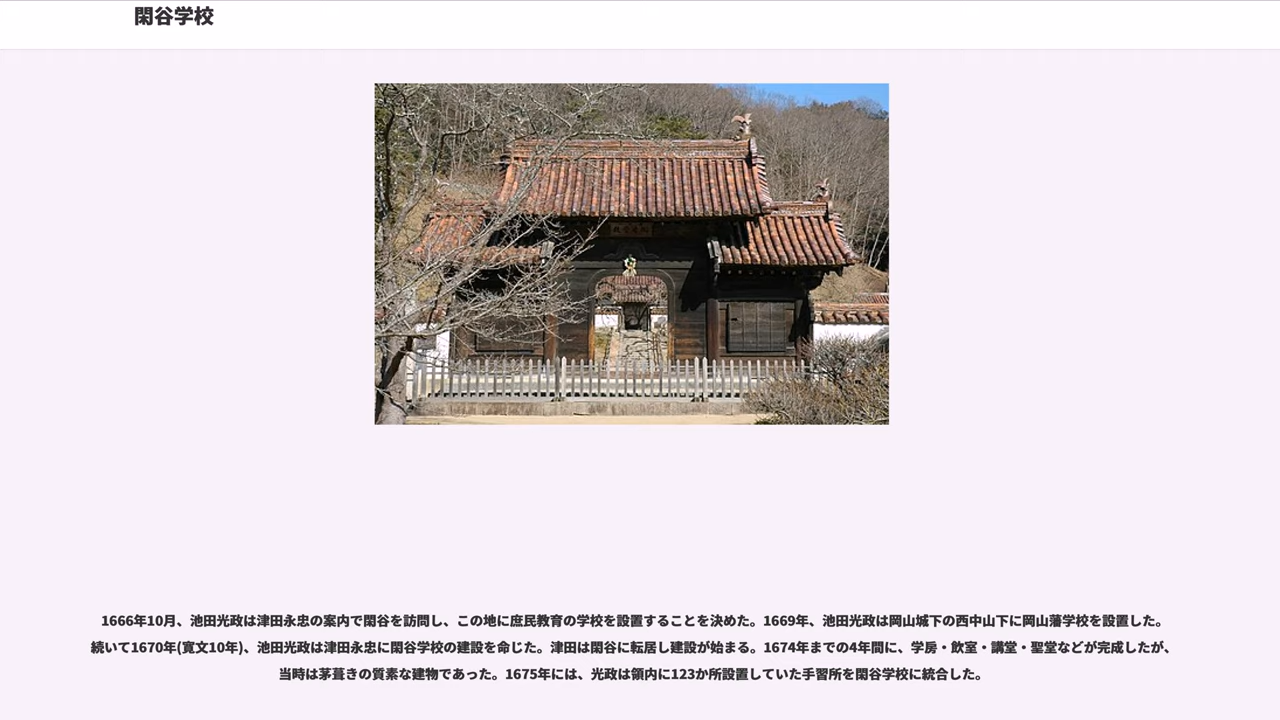 閑谷学校
1666年10月、池田光政は津田永忠の案内で閑谷を訪問し、この地に庶民教育の学校を設置することを決めた。1669年、池田光政は岡山城下の西中山下に岡山藩学校を設置した。
続いて1670年(寛文10年)、池田光政は津田永忠に閑谷学校の建設を命じた。津田は閑谷に転居し建設が始まる。1674年までの4年間に、学房・飲室・講堂・聖堂などが完成したが、
当時は茅葺きの質素な建物であった。1675年には、光政は領内に123か所設置していた手習所を閑谷学校に統合した。